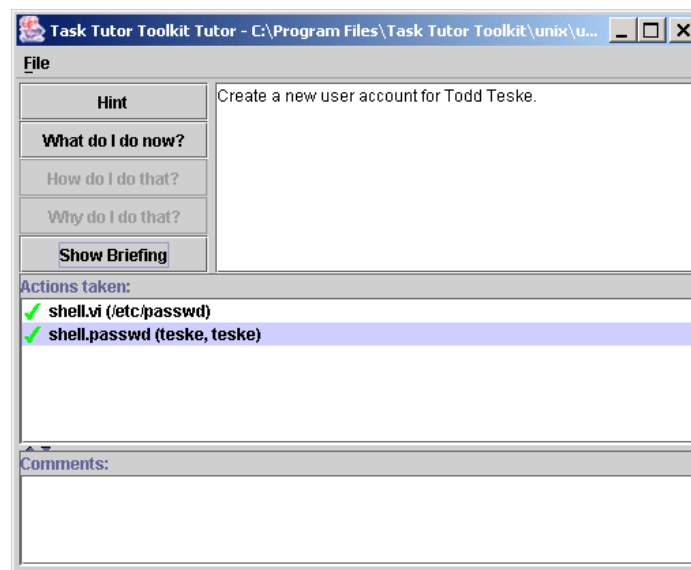 Task Tutor Toolkit Tutor - C:\Program Files\Task Tutor Toolkit\unix\u...
File
Hint
Create a new user account for Todd Teske.
What do I do now?
How do I do that?
Why do I do that?
Show Briefing
Actions taken:
shell.vi (/etc/passwd)
shell.passwd (teske, teske)
Comments: